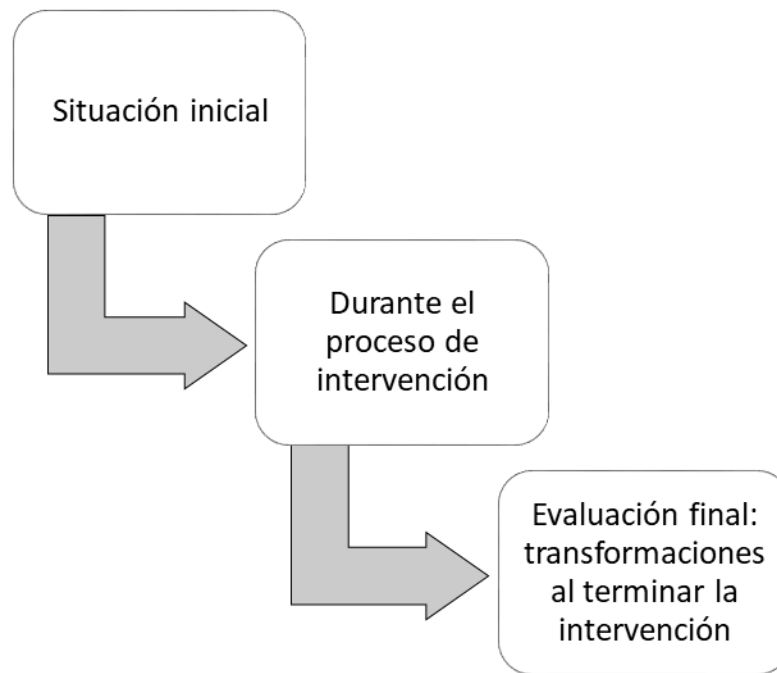 Situación inicial
Durante el
proceso de
intervención
Evaluación final:
transformaciones
al terminar la
intervención